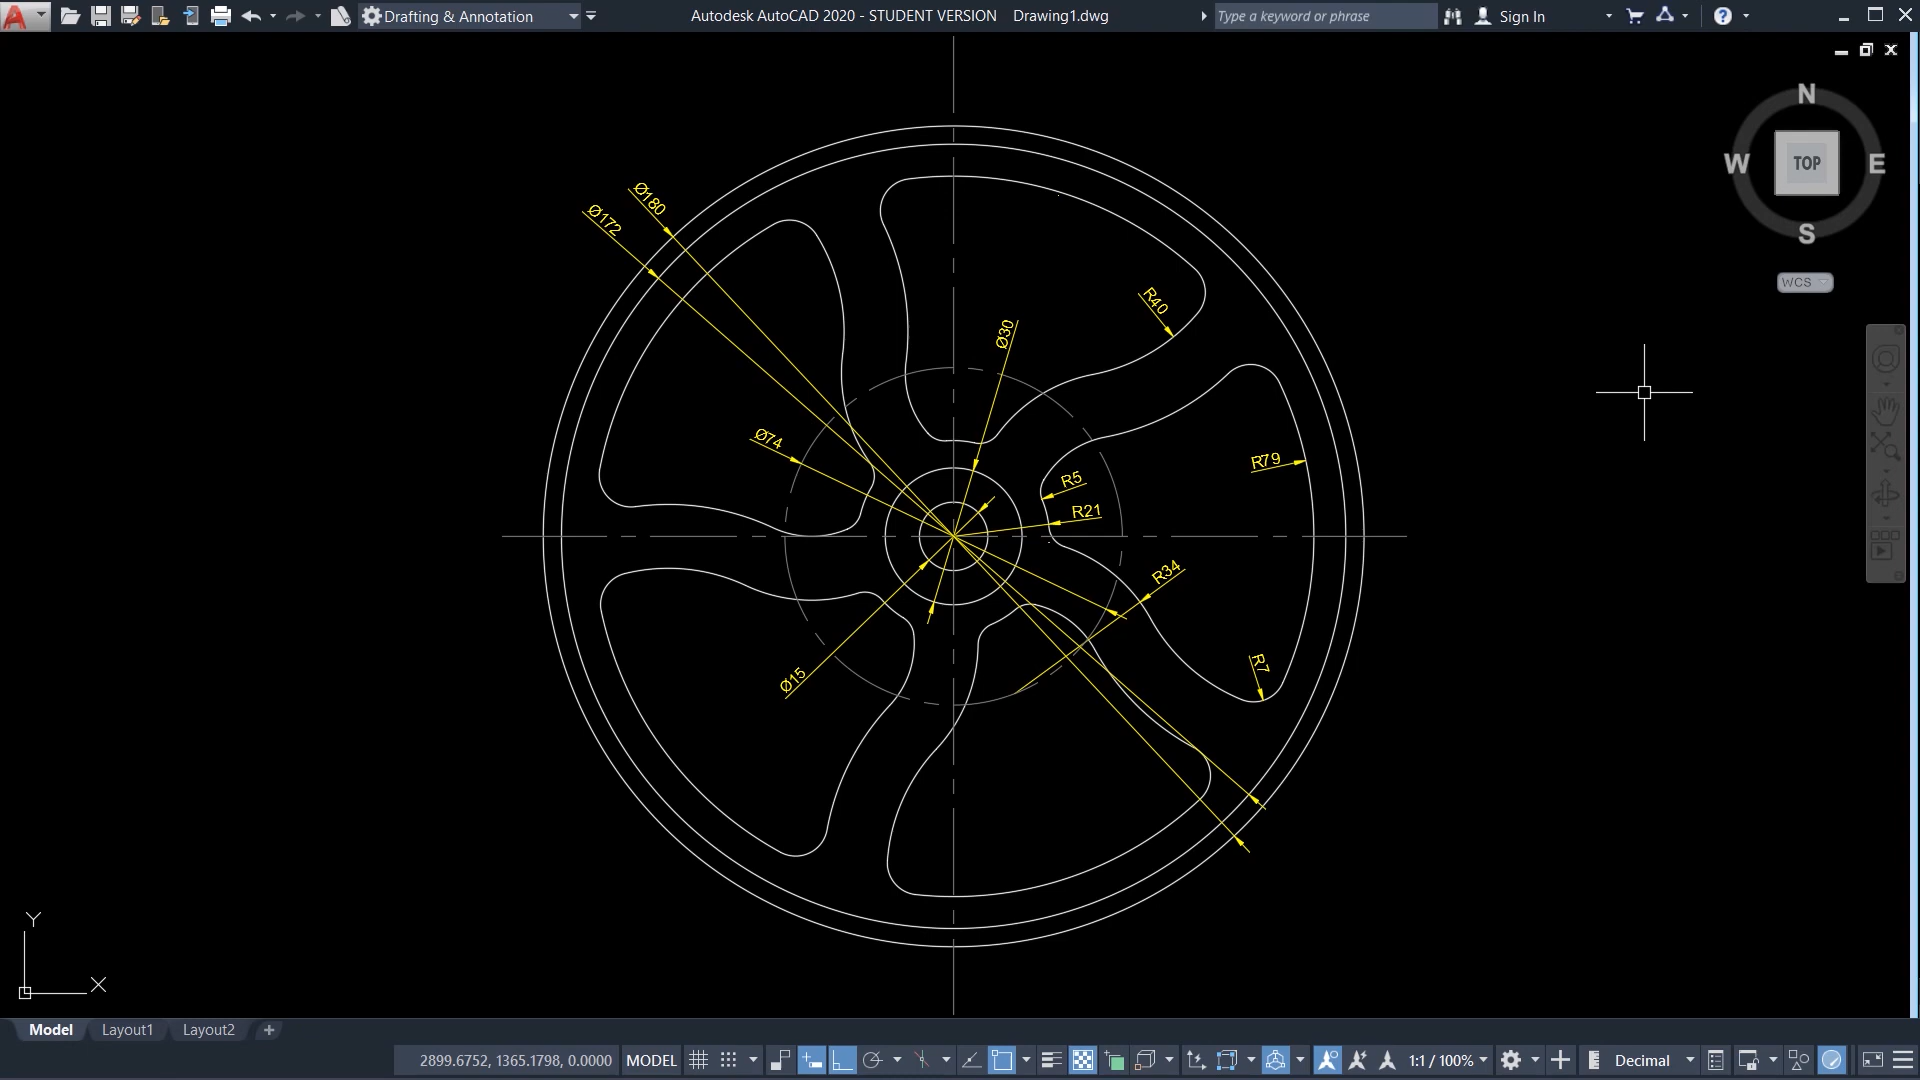 Drafting & Annotation
Autodesk AutoCAD 2020 - STUDENT VERSION Drawing1.dwg
Type a keyword or phrase
Sign In
N
W
TOP
E
S
WCS
Ø180
Ø172
R40
Ø30
Ø74
R79
R5
R21
R34
R7
Ø15
Y
X
Model
Layout1
Layout2
2899.6752, 1365.1798, 0.0000
MODEL
1:1 / 100%
Decimal